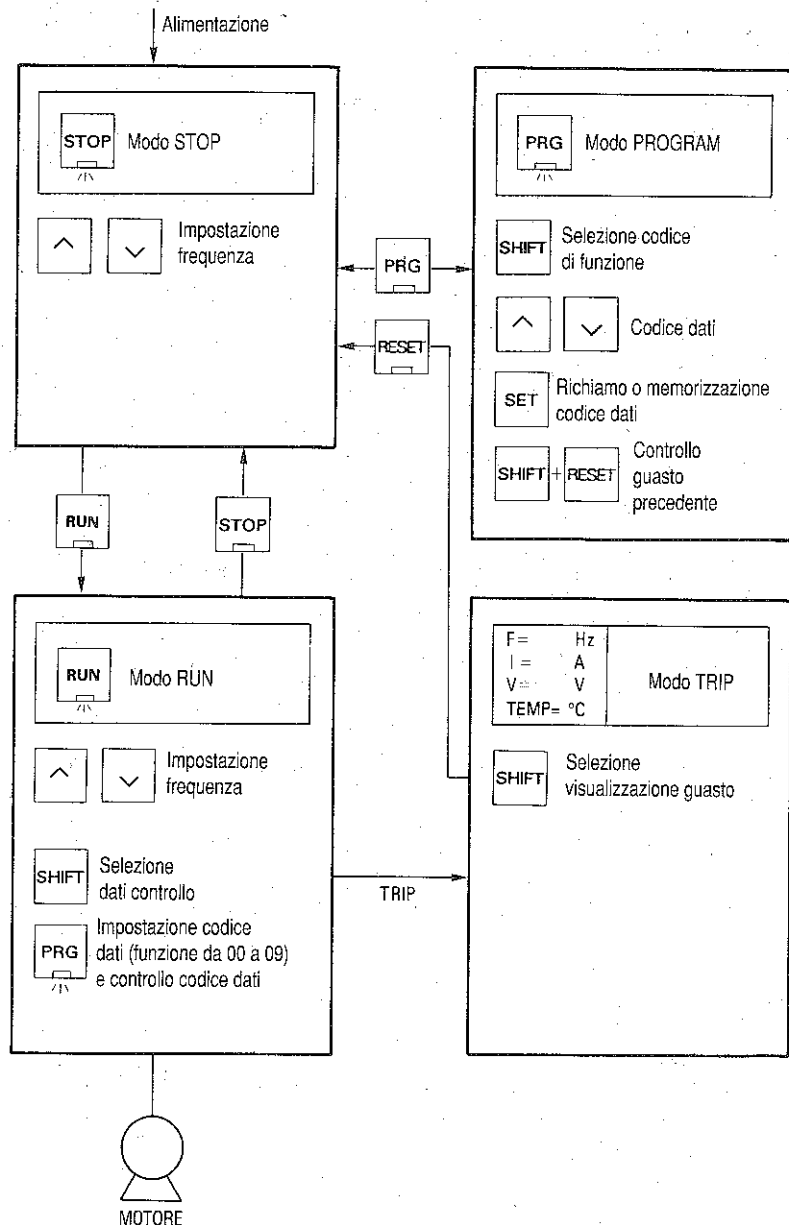 Alimentazione
STOP
Modo STOP
Impostazione
frequenza
PRG
RESET
PRG
Modo PROGRAM
SHIFT
Selezione codice
di funzione
Codice dati
SET
Richiamo o memorizzazione
codice dati
SHIFT + RESET
Controllo
guasto
precedente
RUN
STOP
RUN
Modo RUN
Impostazione
frequenza
SHIFT
Selezione
dati controllo
PRG
Impostazione codice
dati (funzione da 00 a 09)
e controllo codice dati
TRIP
F= Hz
I = A
V= V
TEMP= °C
Modo TRIP
SHIFT
Selezione
visualizzazione guasto
MOTORE